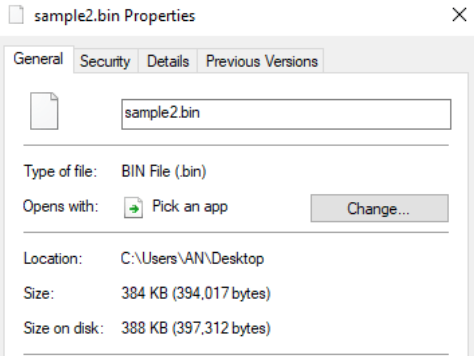 sample2.bin Properties
General Security Details Previous Versions
sample2.bin
Type of file: BIN File (.bin)
Opens with: Pick an app Change...
Location: C:\Users\AN\Desktop
Size: 384 KB (394,017 bytes)
Size on disk: 388 KB (397,312 bytes)